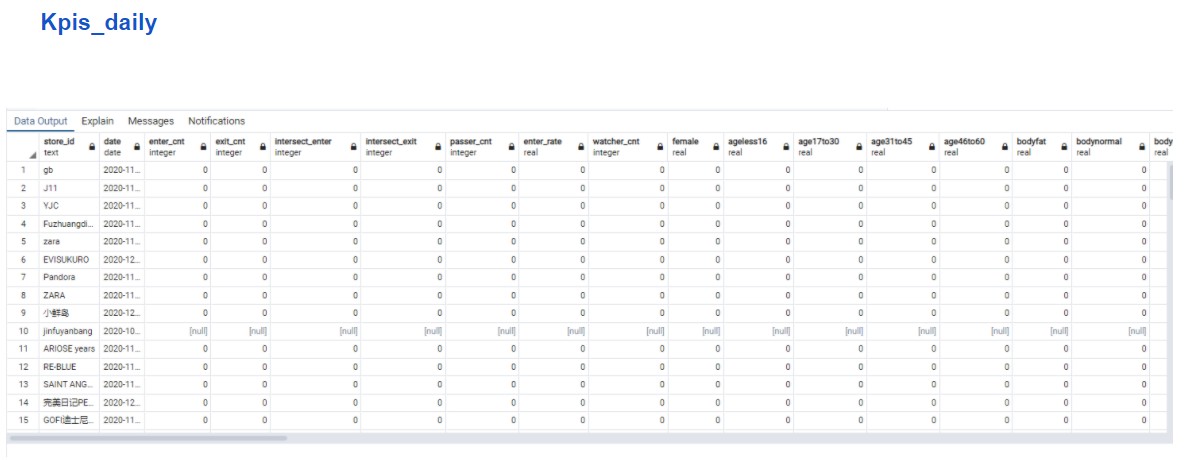 Kpis_daily
Data Output Explain Messages Notifications
store_id date enter_cnt exit_cnt intersect_enter intersect_exit passer_cnt enter_rate watcher_cnt female ageless16 age17to30 age31to45 age46to60 bodyfat bodynormal body
text date integer integer integer integer integer real integer real real real real real real real real
1 gb 2020-11... 0 0 0 0 0 0 0 0 0 0 0 0 0 0
2 J11 2020-11... 0 0 0 0 0 0 0 0 0 0 0 0 0 0
3 YJC 2020-11... 0 0 0 0 0 0 0 0 0 0 0 0 0 0
4 Fuzhuangdi... 2020-11... 0 0 0 0 0 0 0 0 0 0 0 0 0 0
5 zara 2020-11... 0 0 0 0 0 0 0 0 0 0 0 0 0 0
6 EVISUKURO 2020-12... 0 0 0 0 0 0 0 0 0 0 0 0 0 0
7 Pandora 2020-11... 0 0 0 0 0 0 0 0 0 0 0 0 0 0
8 ZARA 2020-11... 0 0 0 0 0 0 0 0 0 0 0 0 0 0
9 小鲜岛 2020-12... 0 0 0 0 0 0 0 0 0 0 0 0 0 0
10 jinfuyanbang 2020-10... [null] [null] [null] [null] [null] [null] [null] [null] [null] [null] [null] [null] [null] [null]
11 ARIOSE years 2020-11... 0 0 0 0 0 0 0 0 0 0 0 0 0 0
12 RE-BLUE 2020-11... 0 0 0 0 0 0 0 0 0 0 0 0 0 0
13 SAINT ANG... 2020-11... 0 0 0 0 0 0 0 0 0 0 0 0 0 0
14 完美日记PE... 2020-12... 0 0 0 0 0 0 0 0 0 0 0 0 0 0
15 GOFI迪士尼... 2020-11... 0 0 0 0 0 0 0 0 0 0 0 0 0 0